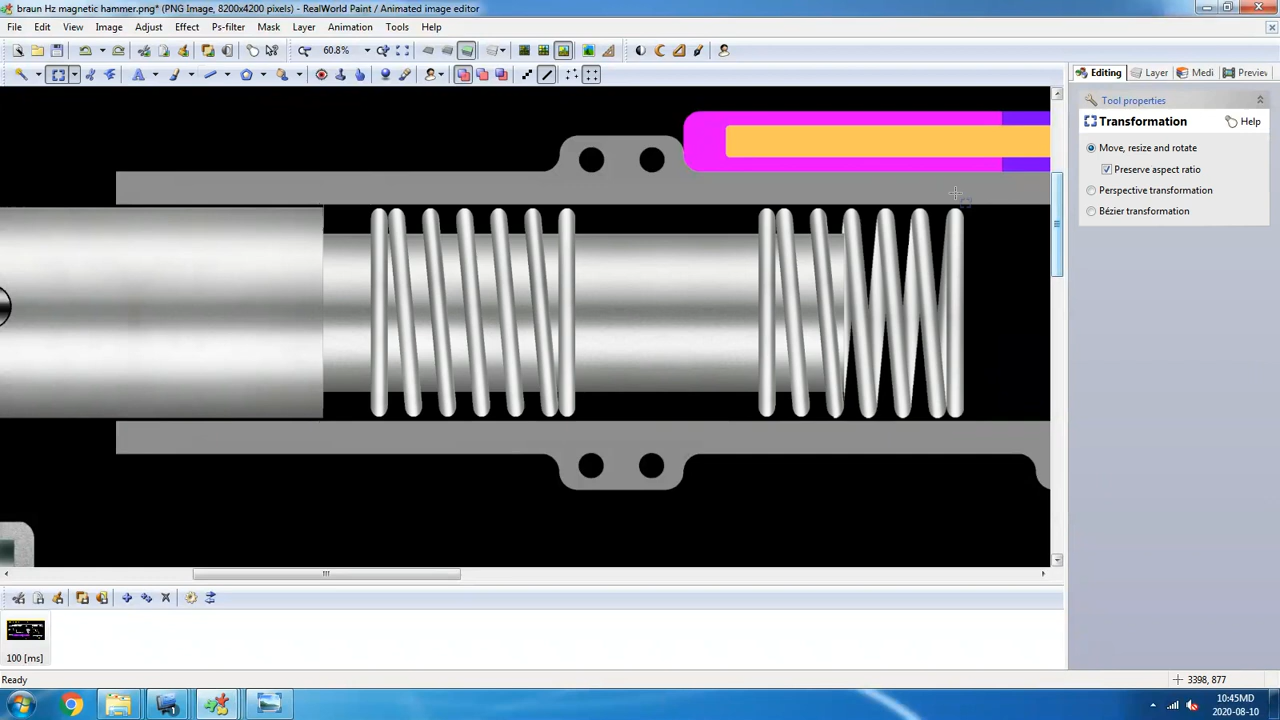 braun Hz magnetic hammer.png* (PNG Image, 8200x4200 pixels) - RealWorld Paint / Animated image editor
File Edit View Image Adjust Effect Ps-filter Mask Layer Animation Tools Help
60.8%
Editing Layer Medi Preview
Tool properties
Transformation Help
Move, resize and rotate
Preserve aspect ratio
Perspective transformation
Bézier transformation
100 [ms]
Ready
3398, 877
10:45MD
2020-08-10